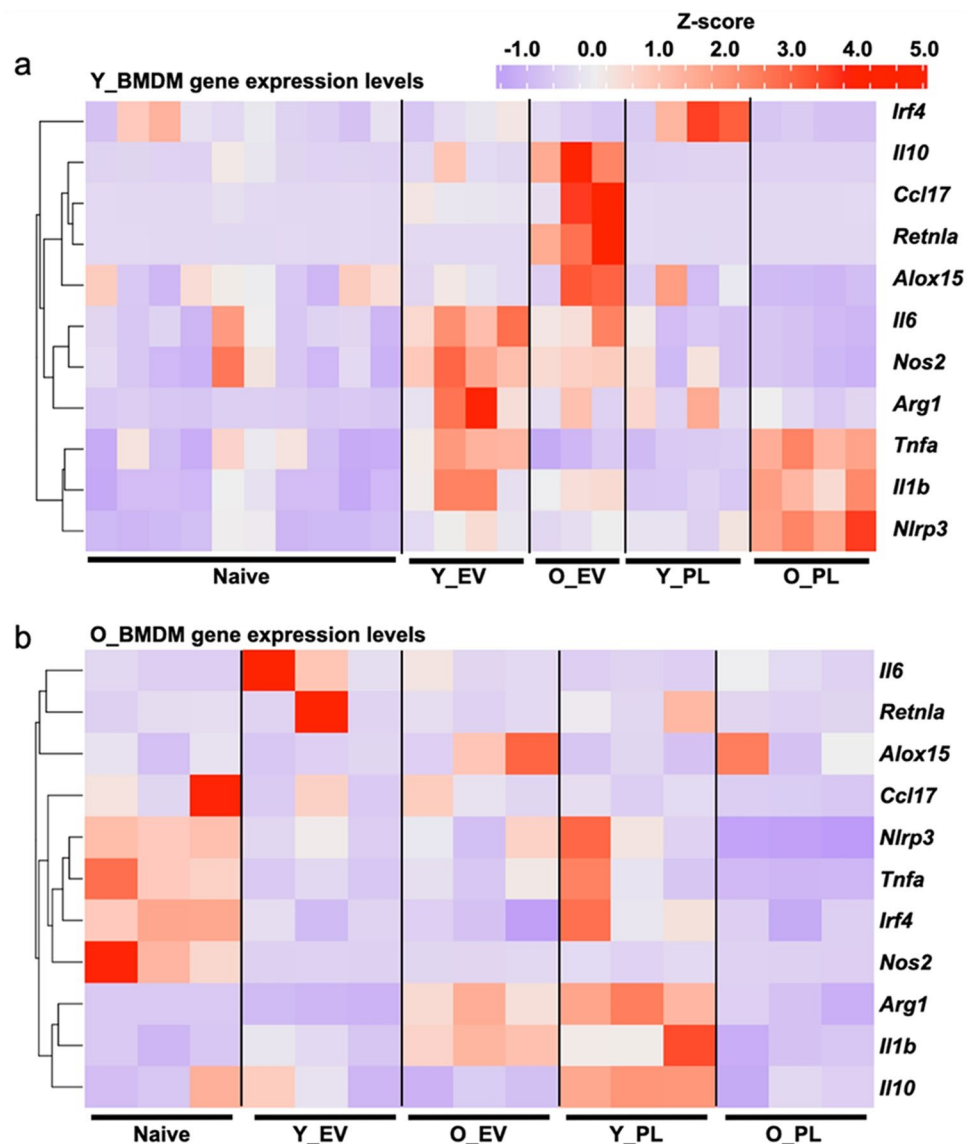 Z-score
-1.0 0.0 1.0 2.0 3.0 4.0 5.0
a
Y_BMDM gene expression levels
Irf4
Il10
Ccl17
Retnla
Alox15
Il6
Nos2
Arg1
Tnfa
Il1b
Nlrp3
Naive Y_EV O_EV Y_PL O_PL
b
O_BMDM gene expression levels
Il6
Retnla
Alox15
Ccl17
Nlrp3
Tnfa
Irf4
Nos2
Arg1
Il1b
Il10
Naive Y_EV O_EV Y_PL O_PL